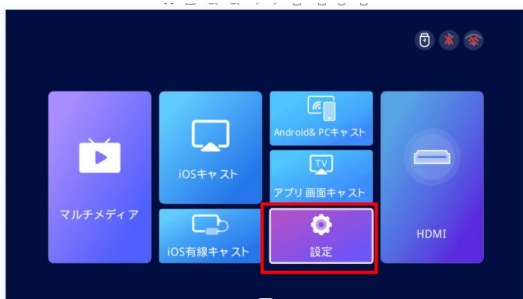 マルチメディア
iOSキャスト
iOS有線キャスト
Android& PCキャスト
TV
アプリ画面キャスト
設定
HDMI